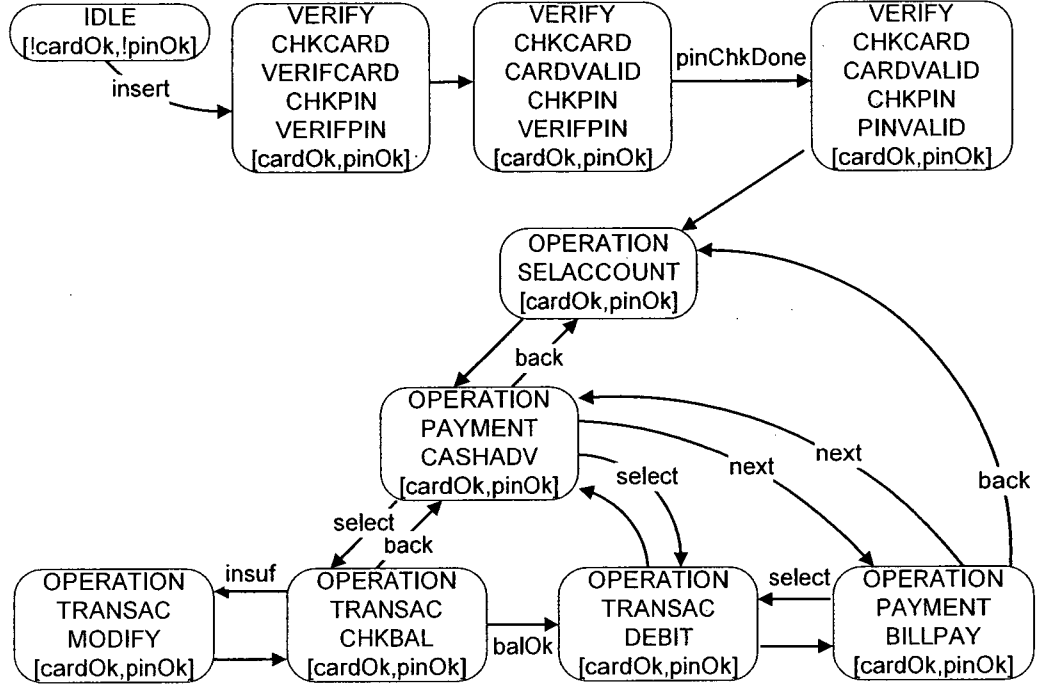 IDLE
[!cardOk,!pinOk]
insert
VERIFY
CHKCARD
VERIFCARD
CHKPIN
VERIFPIN
[cardOk,pinOk]
VERIFY
CHKCARD
CARDVALID
CHKPIN
VERIFPIN
[cardOk,pinOk]
pinChkDone
VERIFY
CHKCARD
CARDVALID
CHKPIN
PINVALID
[cardOk,pinOk]
OPERATION
SELACCOUNT
[cardOk,pinOk]
back
OPERATION
PAYMENT
CASHADV
[cardOk,pinOk]
select
back
select
next
next
back
OPERATION
TRANSAC
MODIFY
[cardOk,pinOk]
insuf
OPERATION
TRANSAC
CHKBAL
[cardOk,pinOk]
balOk
OPERATION
TRANSAC
DEBIT
[cardOk,pinOk]
select
OPERATION
PAYMENT
BILLPAY
[cardOk,pinOk]